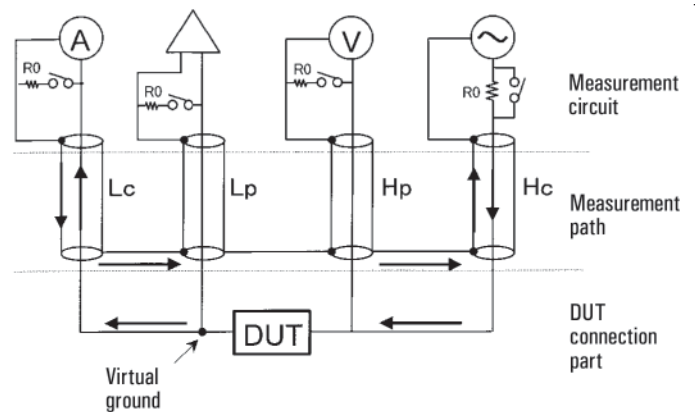 A
V
R0
R0
R0
R0
Measurement
circuit
Lc
Lp
Hp
Hc
Measurement
path
DUT
DUT
connection
part
Virtual
ground